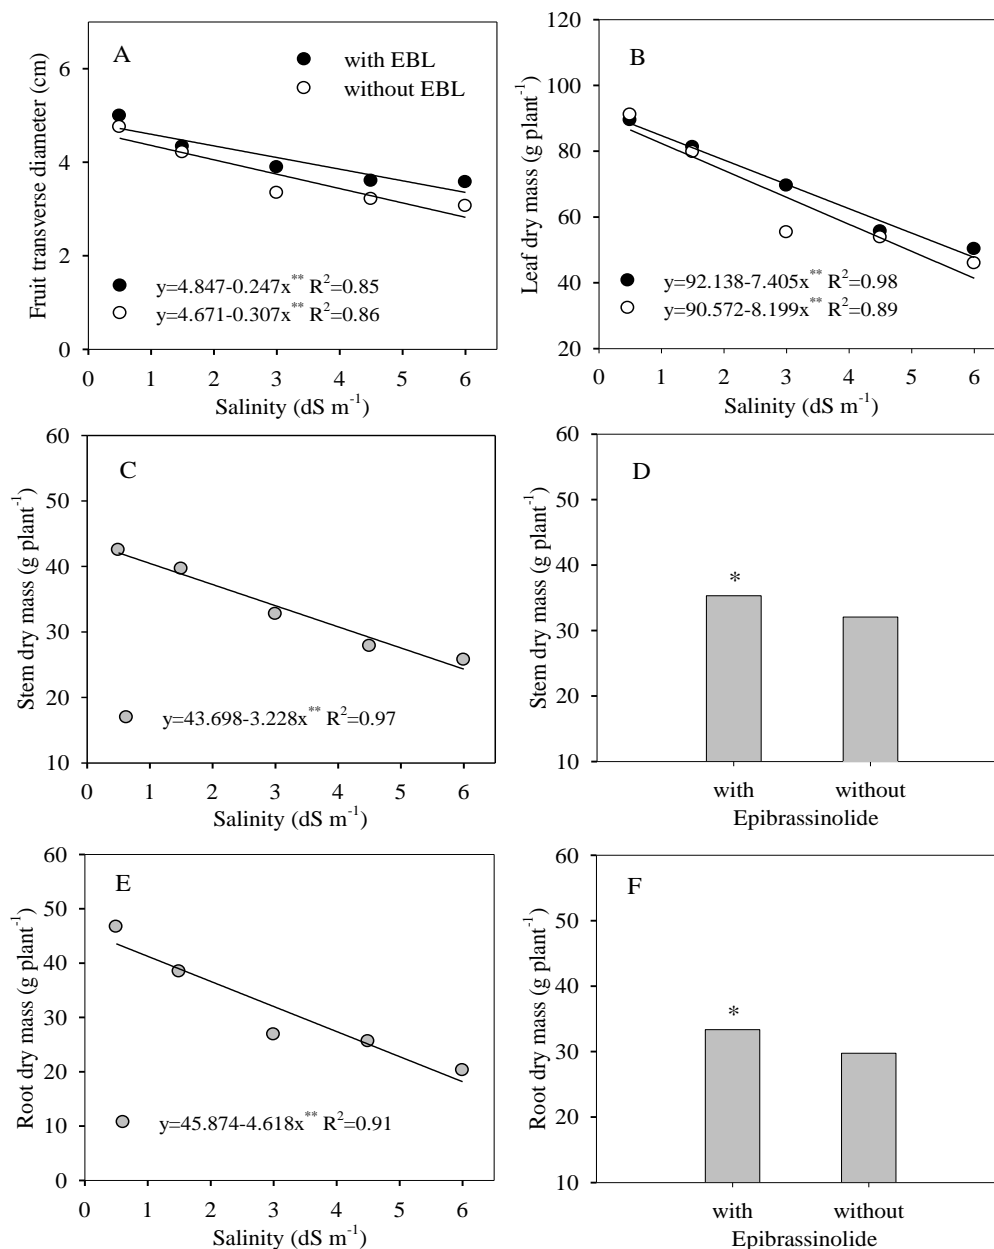 A
with EBL
without EBL
6
4
2
0
Fruit transverse diameter (cm)
y=4.847-0.247x** R²=0.85
y=4.671-0.307x** R²=0.86
0 1 2 3 4 5 6
Salinity (dS m⁻¹)
B
120
100
80
60
40
20
Leaf dry mass (g plant⁻¹)
y=92.138-7.405x** R²=0.98
y=90.572-8.199x** R²=0.89
0 1 2 3 4 5 6
Salinity (dS m⁻¹)
C
60
50
40
30
20
10
Stem dry mass (g plant⁻¹)
y=43.698-3.228x** R²=0.97
0 1 2 3 4 5 6
Salinity (dS m⁻¹)
D
60
50
40
30
20
10
Stem dry mass (g plant⁻¹)
*
with without
Epibrassinolide
E
60
50
40
30
20
10
0
Root dry mass (g plant⁻¹)
y=45.874-4.618x** R²=0.91
0 1 2 3 4 5 6
Salinity (dS m⁻¹)
F
60
50
40
30
20
10
Root dry mass (g plant⁻¹)
*
with without
Epibrassinolide